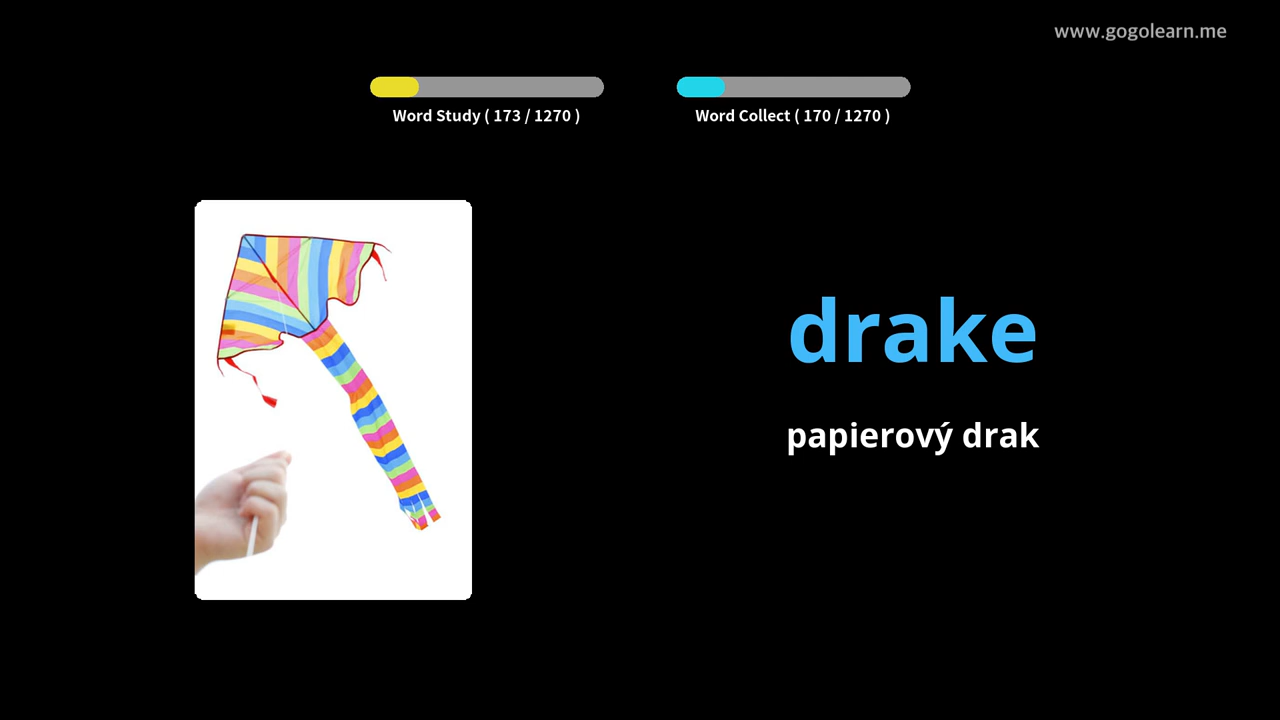 www.gogolearn.me
Word Study ( 173 / 1270 )
Word Collect ( 170 / 1270 )
drake
papierový drak